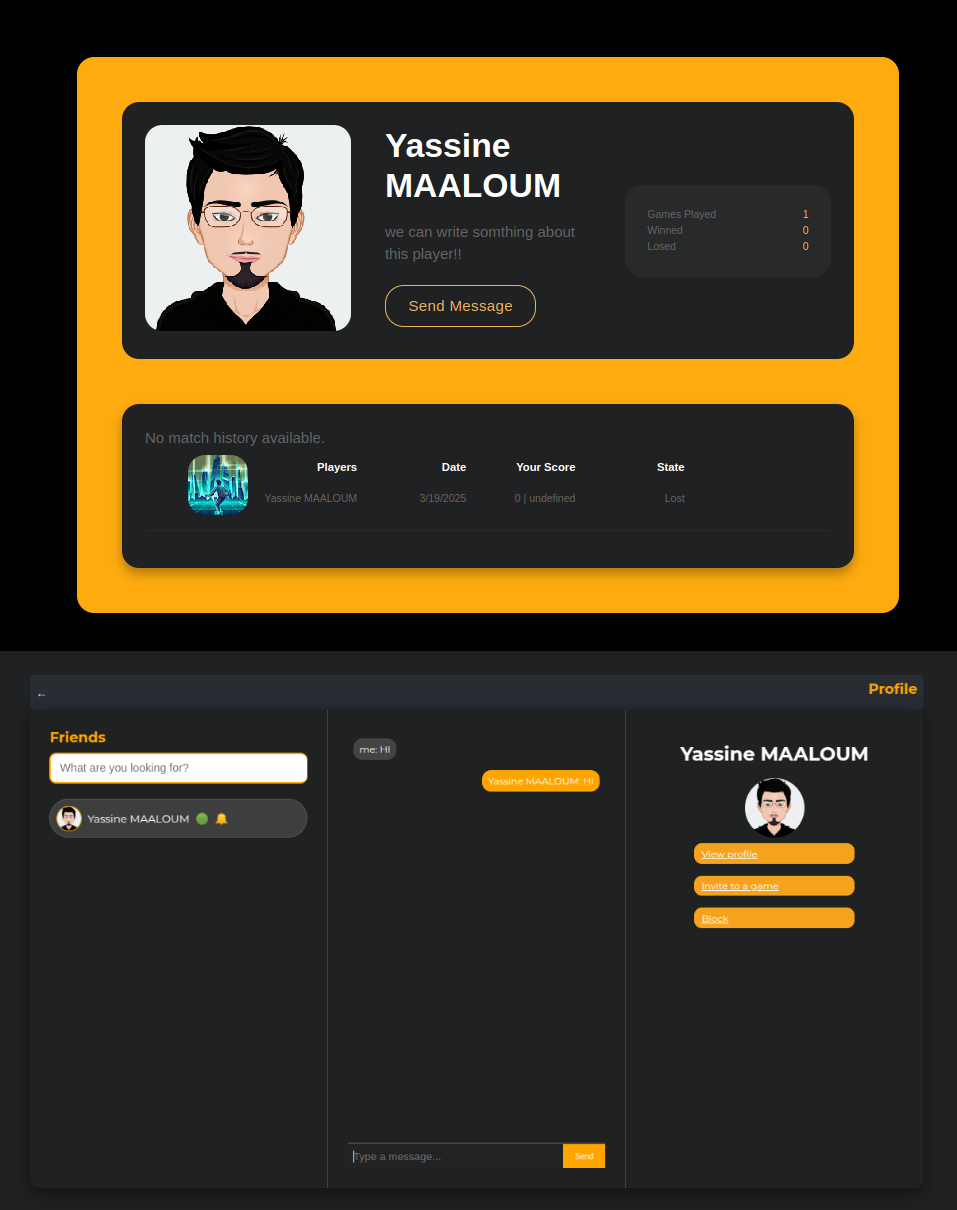 Yassine
MAALOUM
we can write somthing about
this player!!
Send Message
Games Played 1
Winned 0
Losed 0
No match history available.
Players Date Your Score State
Yassine MAALOUM 3/19/2025 0 | undefined Lost
← Profile
Friends
What are you looking for?
Yassine MAALOUM
me: HI
Yassine MAALOUM: Hi
Type a message...
Send
Yassine MAALOUM
View profile
Invite to a game
Block